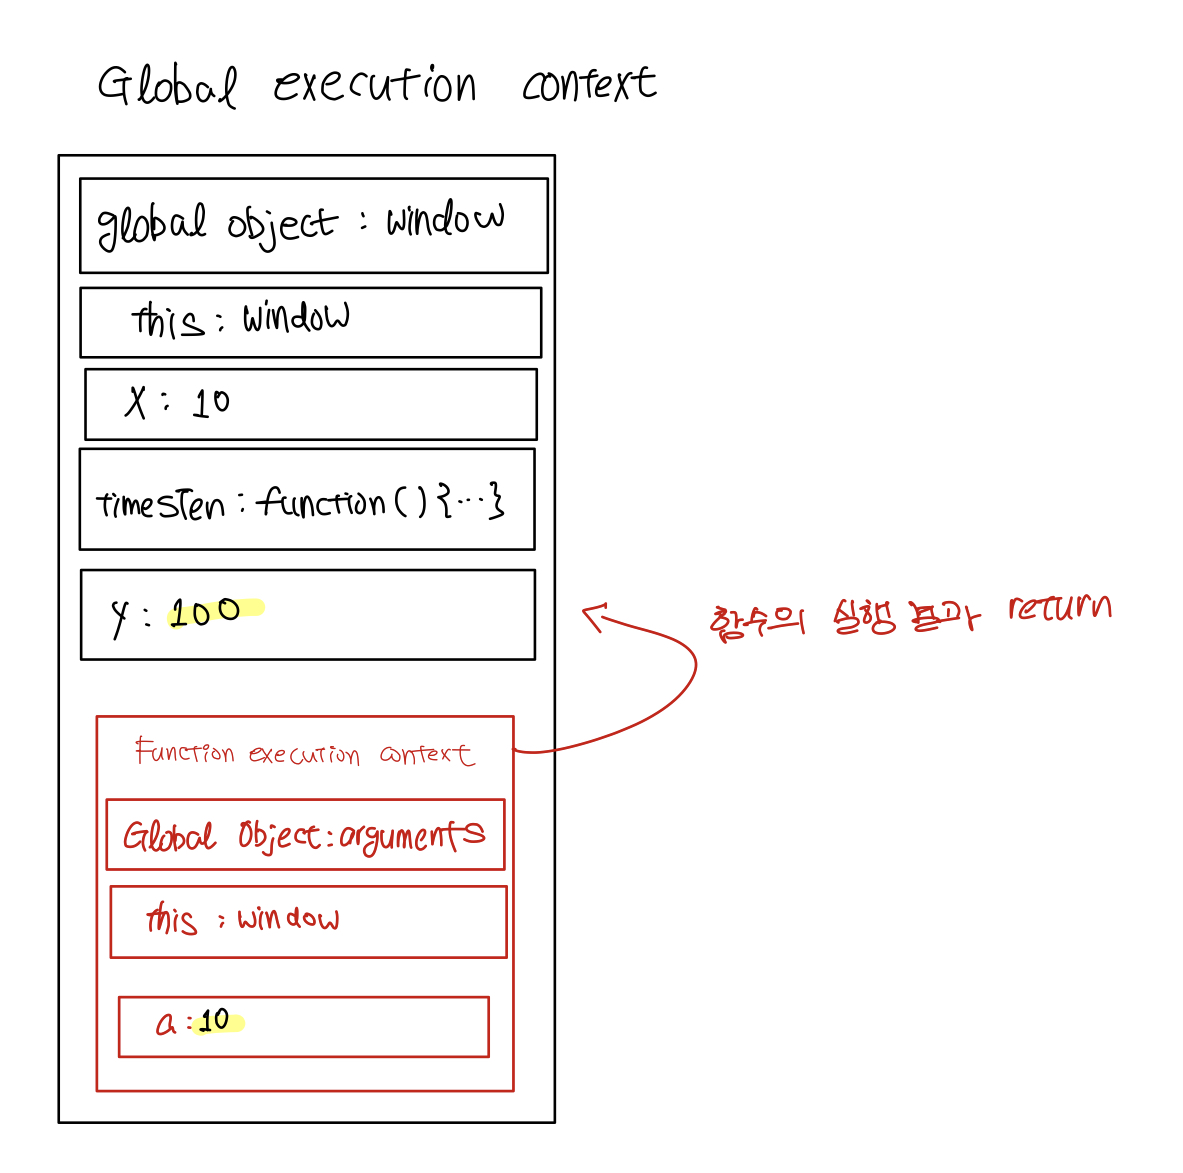 Global execution context
global object : window
this : window
x : 10
timesTen : function ( ) { ... }
y : 100
함수의 실행 결과 return
Function execution context
Global Object : arguments
this : window
a : 10